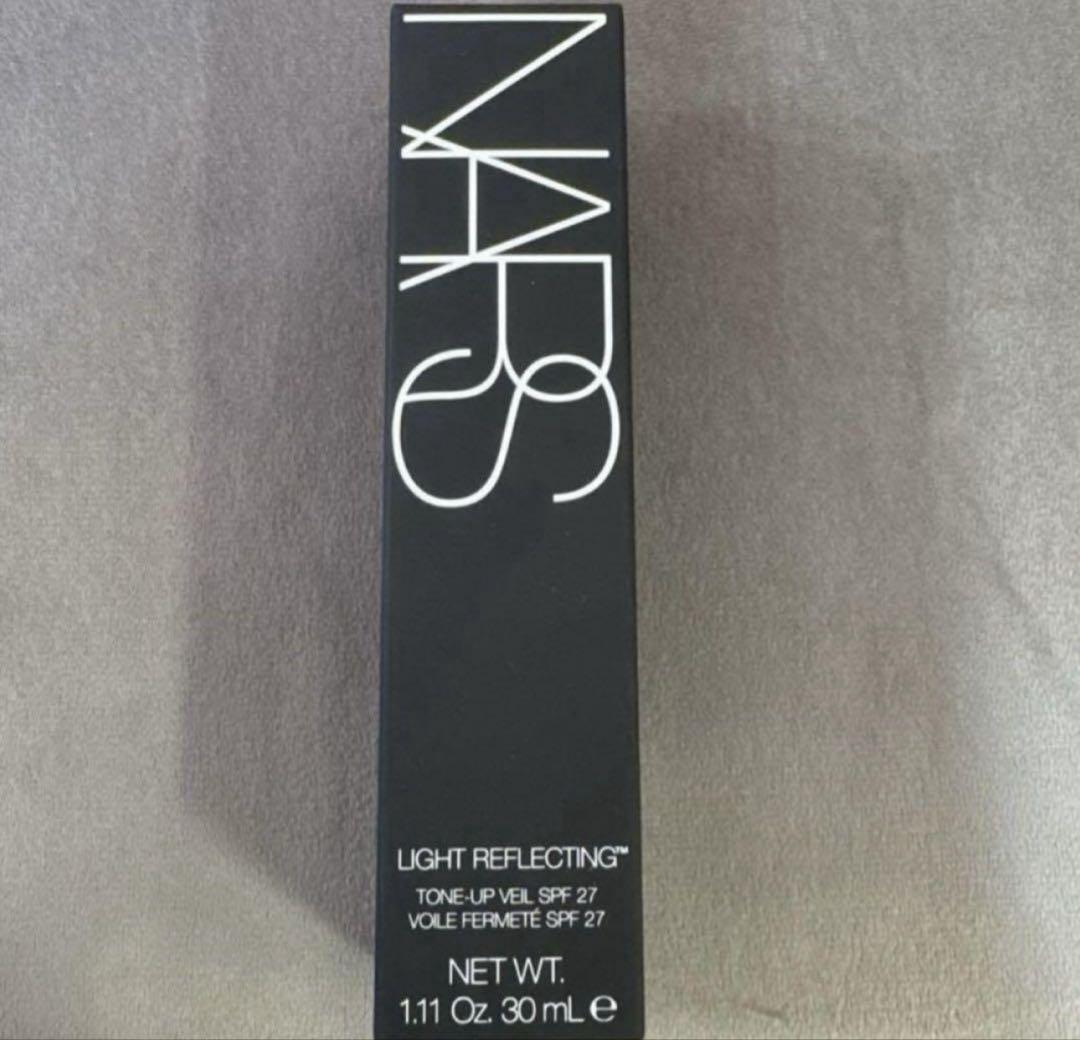 NARS
LIGHT REFLECTING™
TONE-UP VEIL SPF 27
VOILE FERMETÉ SPF 27
NET WT.
1.11 Oz. 30 mL ℮